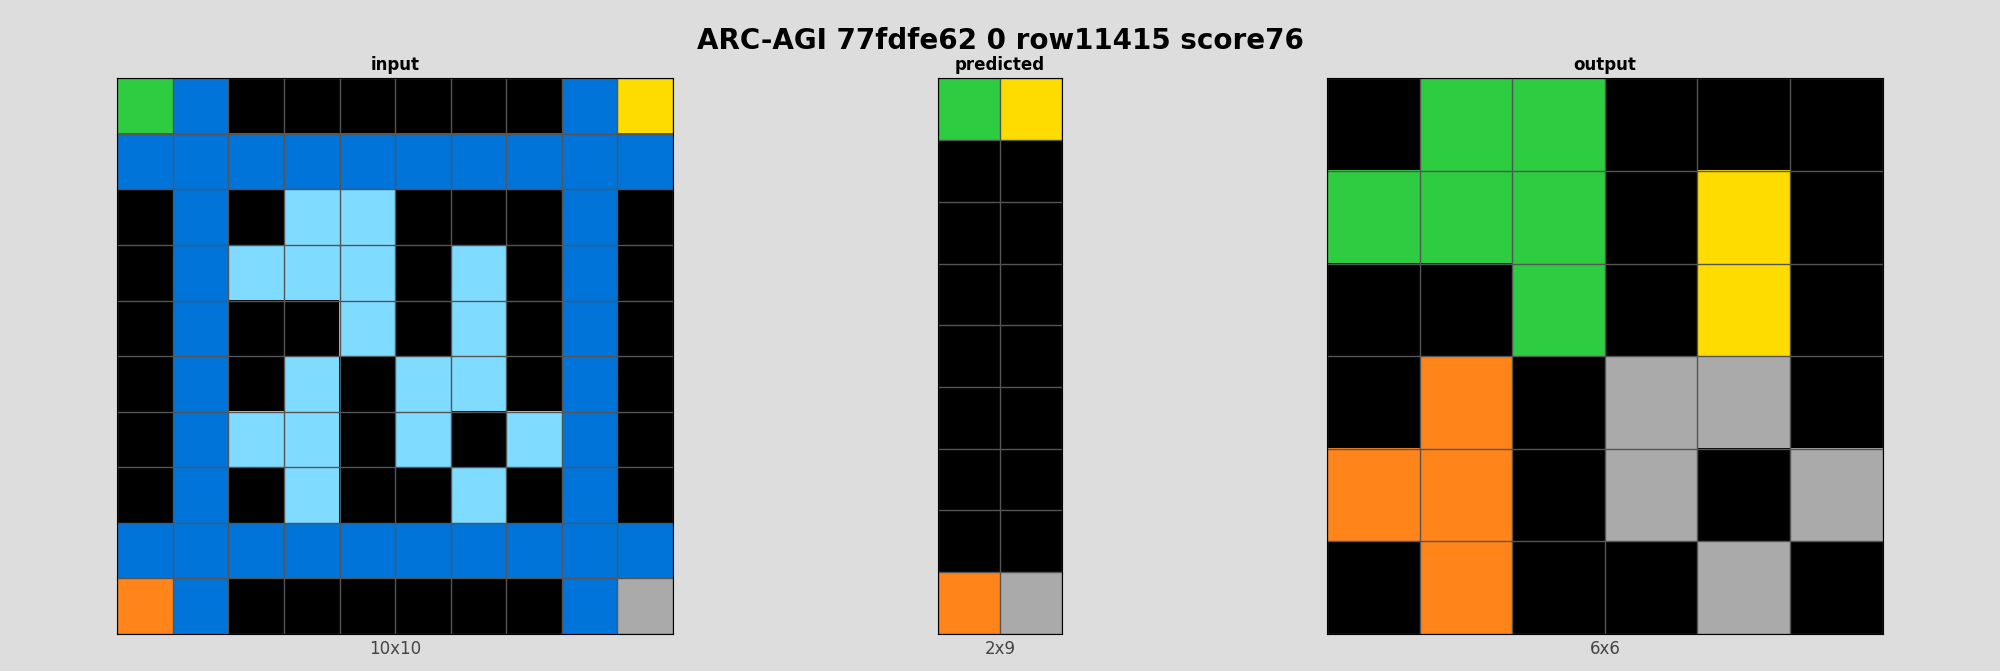 ARC-AGI 77fdfe62 0 row11415 score76
input
predicted
output
10x10
2x9
6x6